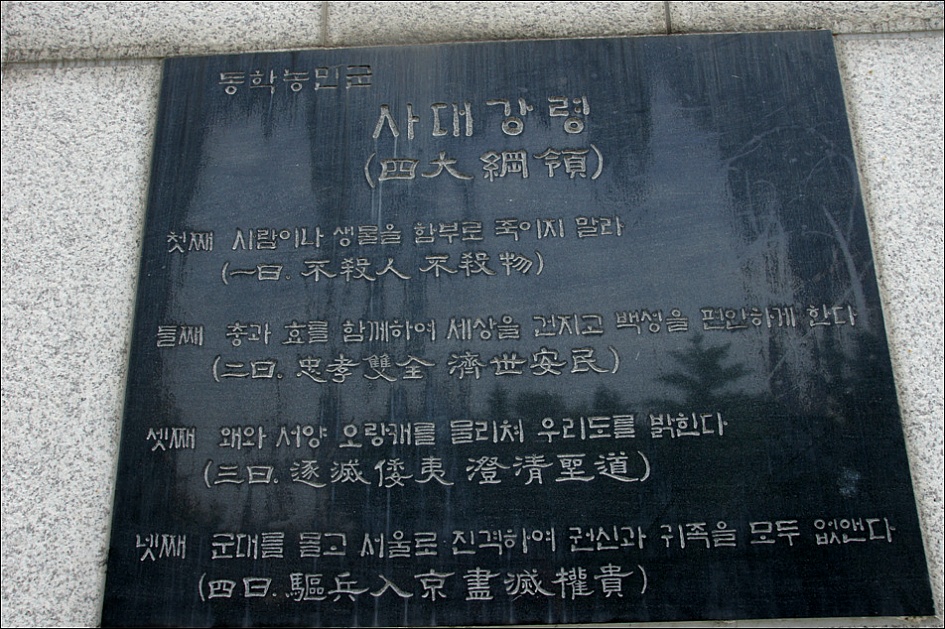 동학농민군
사대강령
(四大綱領)
첫째 사람이나 생물을 함부로 죽이지 말라
(一曰. 不殺人 不殺物)
둘째 충과 효를 함께하여 세상을 건지고 백성을 편안하게 한다
(二曰. 忠孝雙全 濟世安民)
셋째 왜와 서양 오랑캐를 물리쳐 우리도를 밝힌다
(三曰. 逐滅倭夷 澄淸聖道)
넷째 군대를 몰고 서울로 진격하여 권신과 귀족을 모두 없앤다
(四曰. 驅兵入京 盡滅權貴)